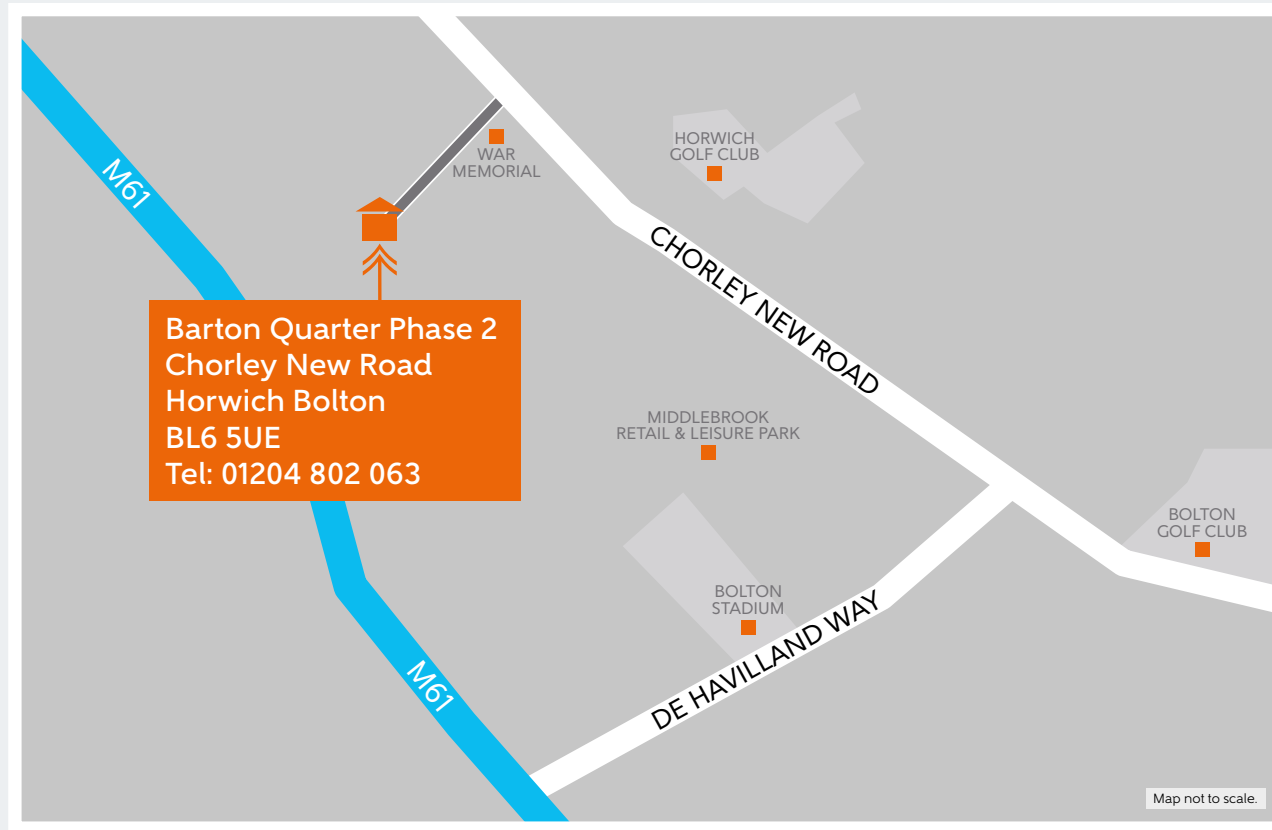 M61
WAR
MEMORIAL
HORWICH
GOLF CLUB
CHORLEY NEW ROAD
Barton Quarter Phase 2
Chorley New Road
Horwich Bolton
BL6 5UE
Tel: 01204 802 063
MIDDLEBROOK
RETAIL & LEISURE PARK
BOLTON
GOLF CLUB
BOLTON
STADIUM
DE HAVILLAND WAY
M61
Map not to scale.